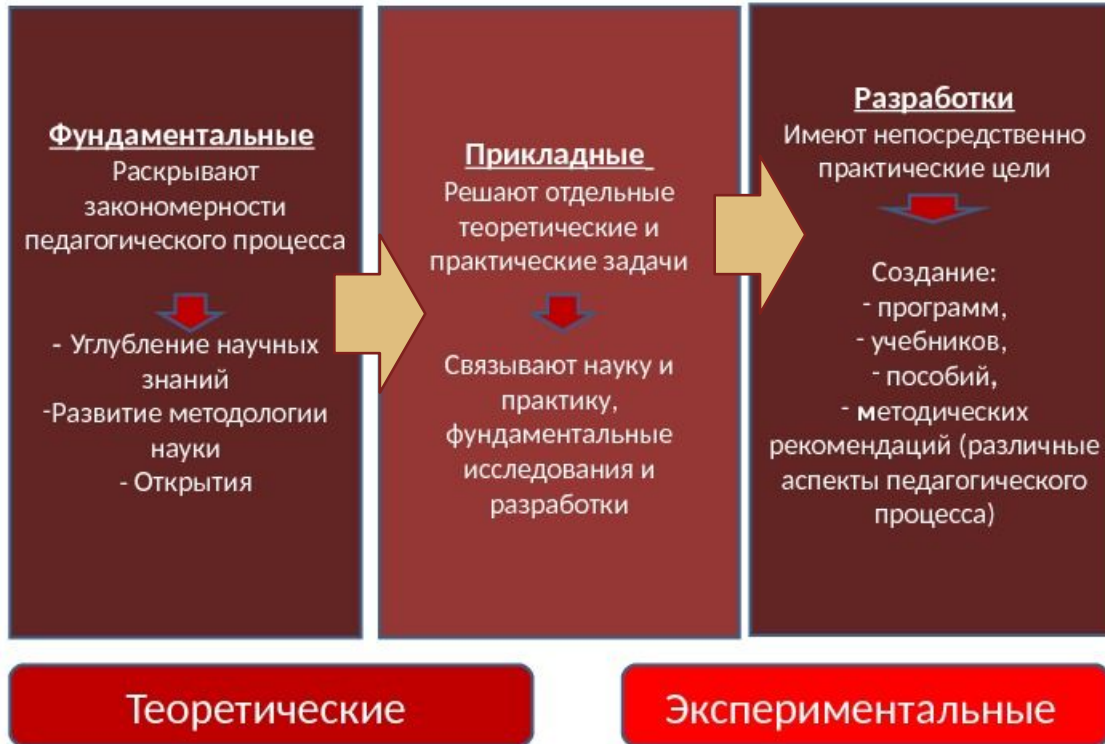 Фундаментальные
Раскрывают
закономерности
педагогического процесса
- Углубление научных
знаний
-Развитие методологии
науки
- Открытия
Прикладные
Решают отдельные
теоретические и
практические задачи
Связывают науку и
практику,
фундаментальные
исследования и
разработки
Разработки
Имеют непосредственно
практические цели
Создание:
- программ,
- учебников,
- пособий,
- методических
рекомендаций (различные
аспекты педагогического
процесса)
Теоретические
Экспериментальные